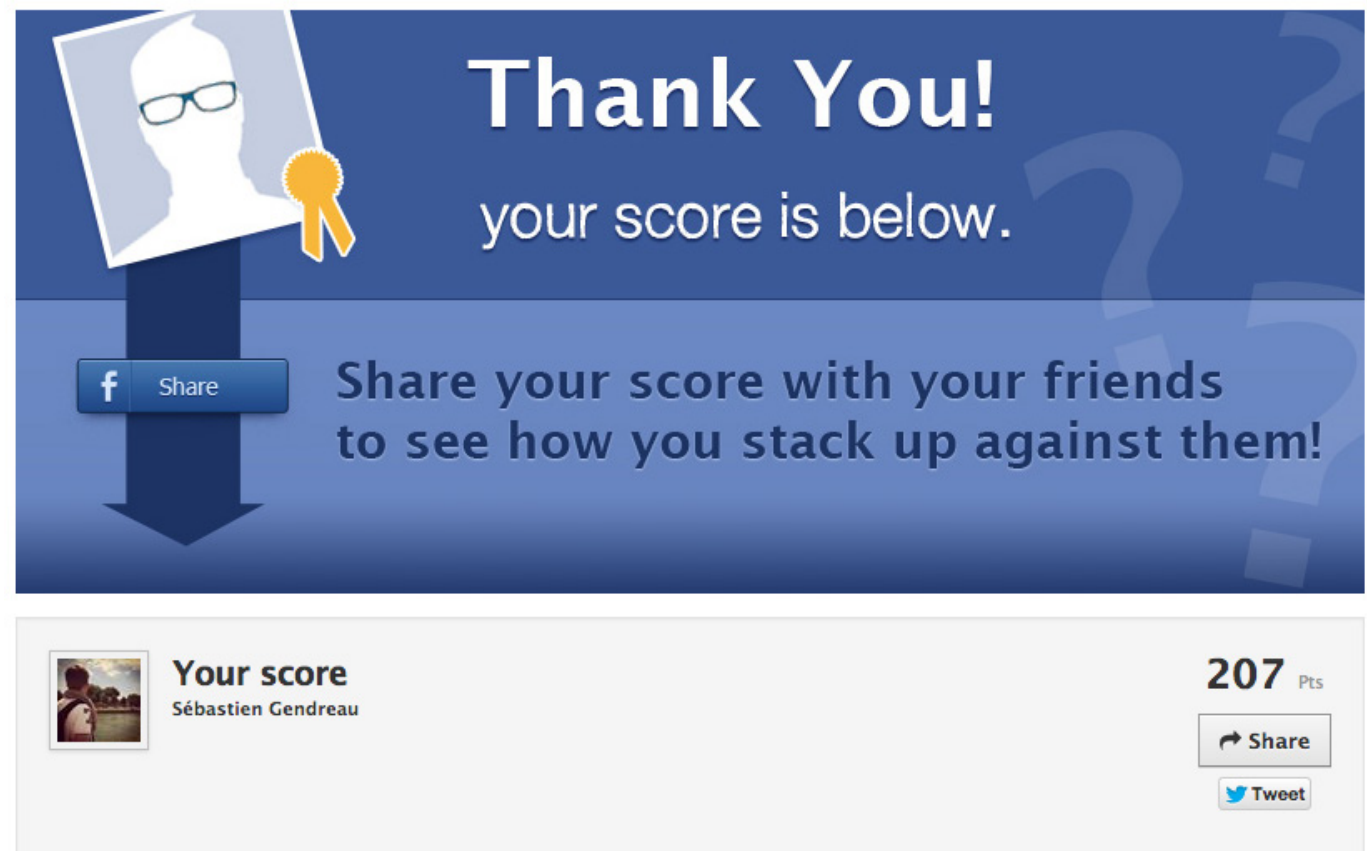 Thank You!
your score is below.
f Share
Share your score with your friends
to see how you stack up against them!
Your score
Sébastien Gendreau
207 Pts
Share
Tweet